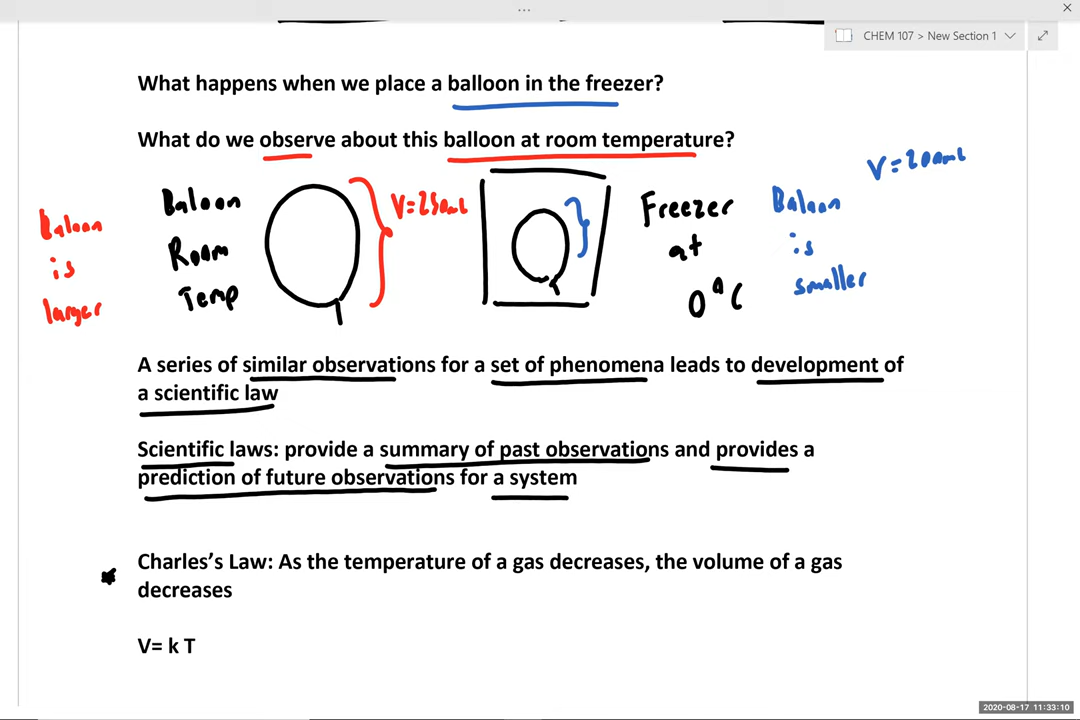 CHEM 107 > New Section 1
What happens when we place a balloon in the freezer?
What do we observe about this balloon at room temperature?
Baloon
is
larger
Baloon
Room
Temp
V=250mL
Freezer
at
0°C
Baloon
is
smaller
V=200mL
A series of similar observations for a set of phenomena leads to development of
a scientific law
Scientific laws: provide a summary of past observations and provides a
prediction of future observations for a system
Charles’s Law: As the temperature of a gas decreases, the volume of a gas
decreases
V= k T
2020-08-17 11:33:10